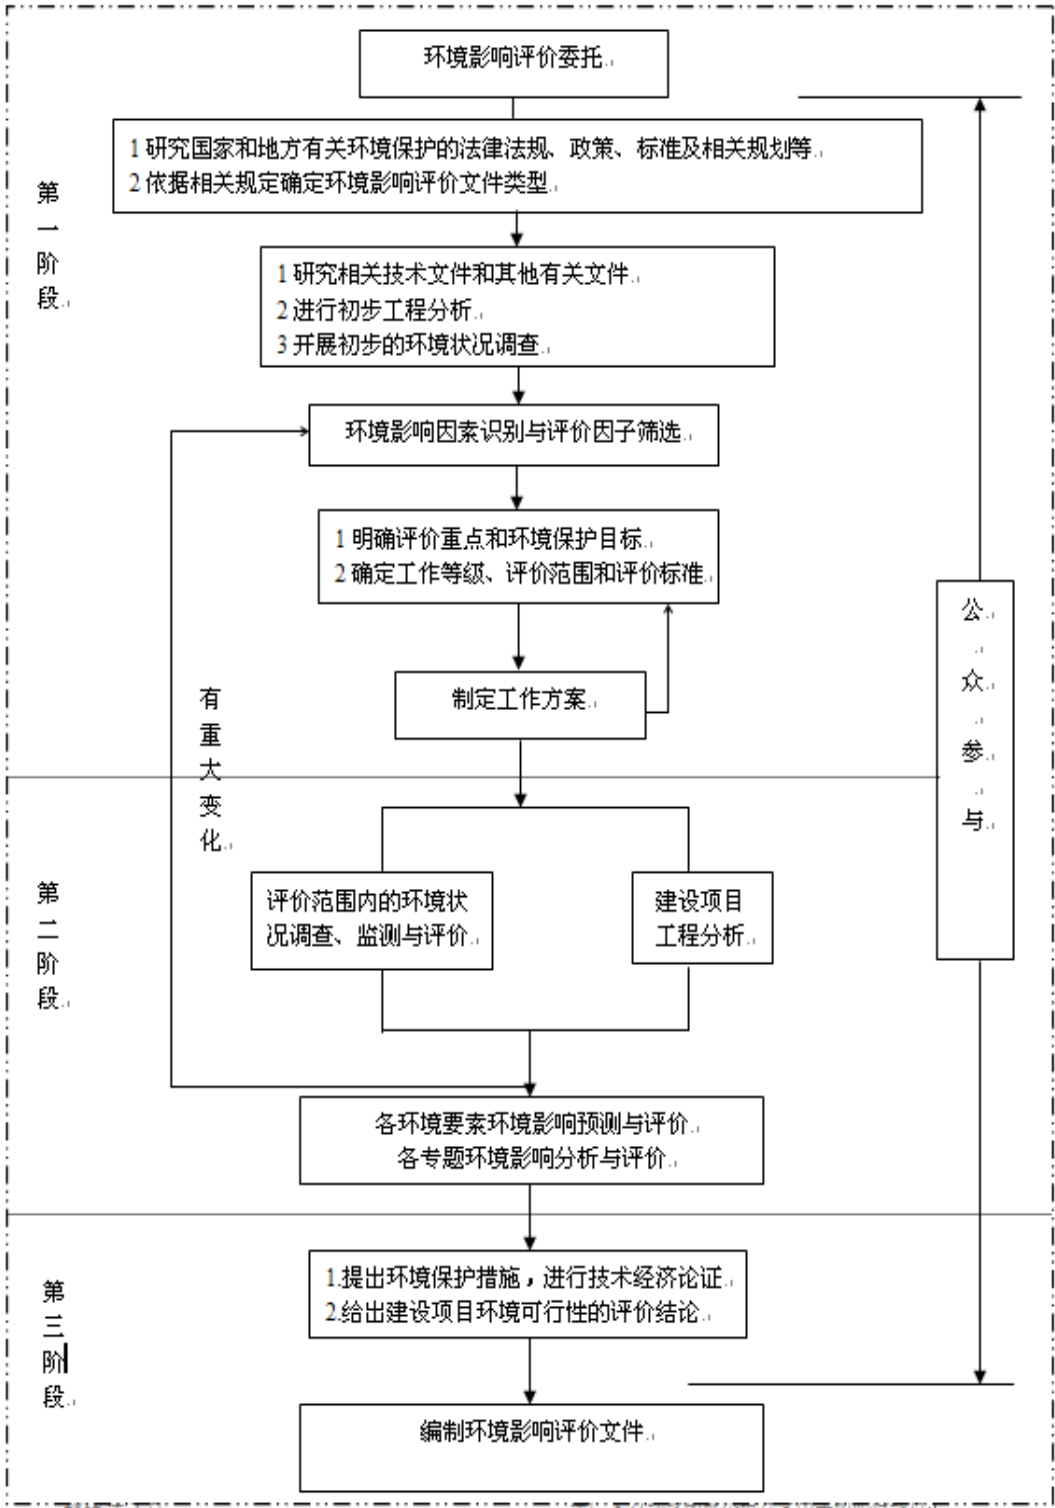 环境影响评价委托
1 研究国家和地方有关环境保护的法律法规、政策、标准及相关规划等
2 依据相关规定确定环境影响评价文件类型
第一阶段
1 研究相关技术文件和其他有关文件
2 进行初步工程分析
3 开展初步的环境状况调查
环境影响因素识别与评价因子筛选
1 明确评价重点和环境保护目标
2 确定工作等级、评价范围和评价标准
公众参与
制定工作方案
有重大变化
第二阶段
评价范围内的环境状
况调查、监测与评价
建设项目
工程分析
各环境要素环境影响预测与评价
各专题环境影响分析与评价
第三阶段
1.提出环境保护措施，进行技术经济论证
2.给出建设项目环境可行性的评价结论
编制环境影响评价文件